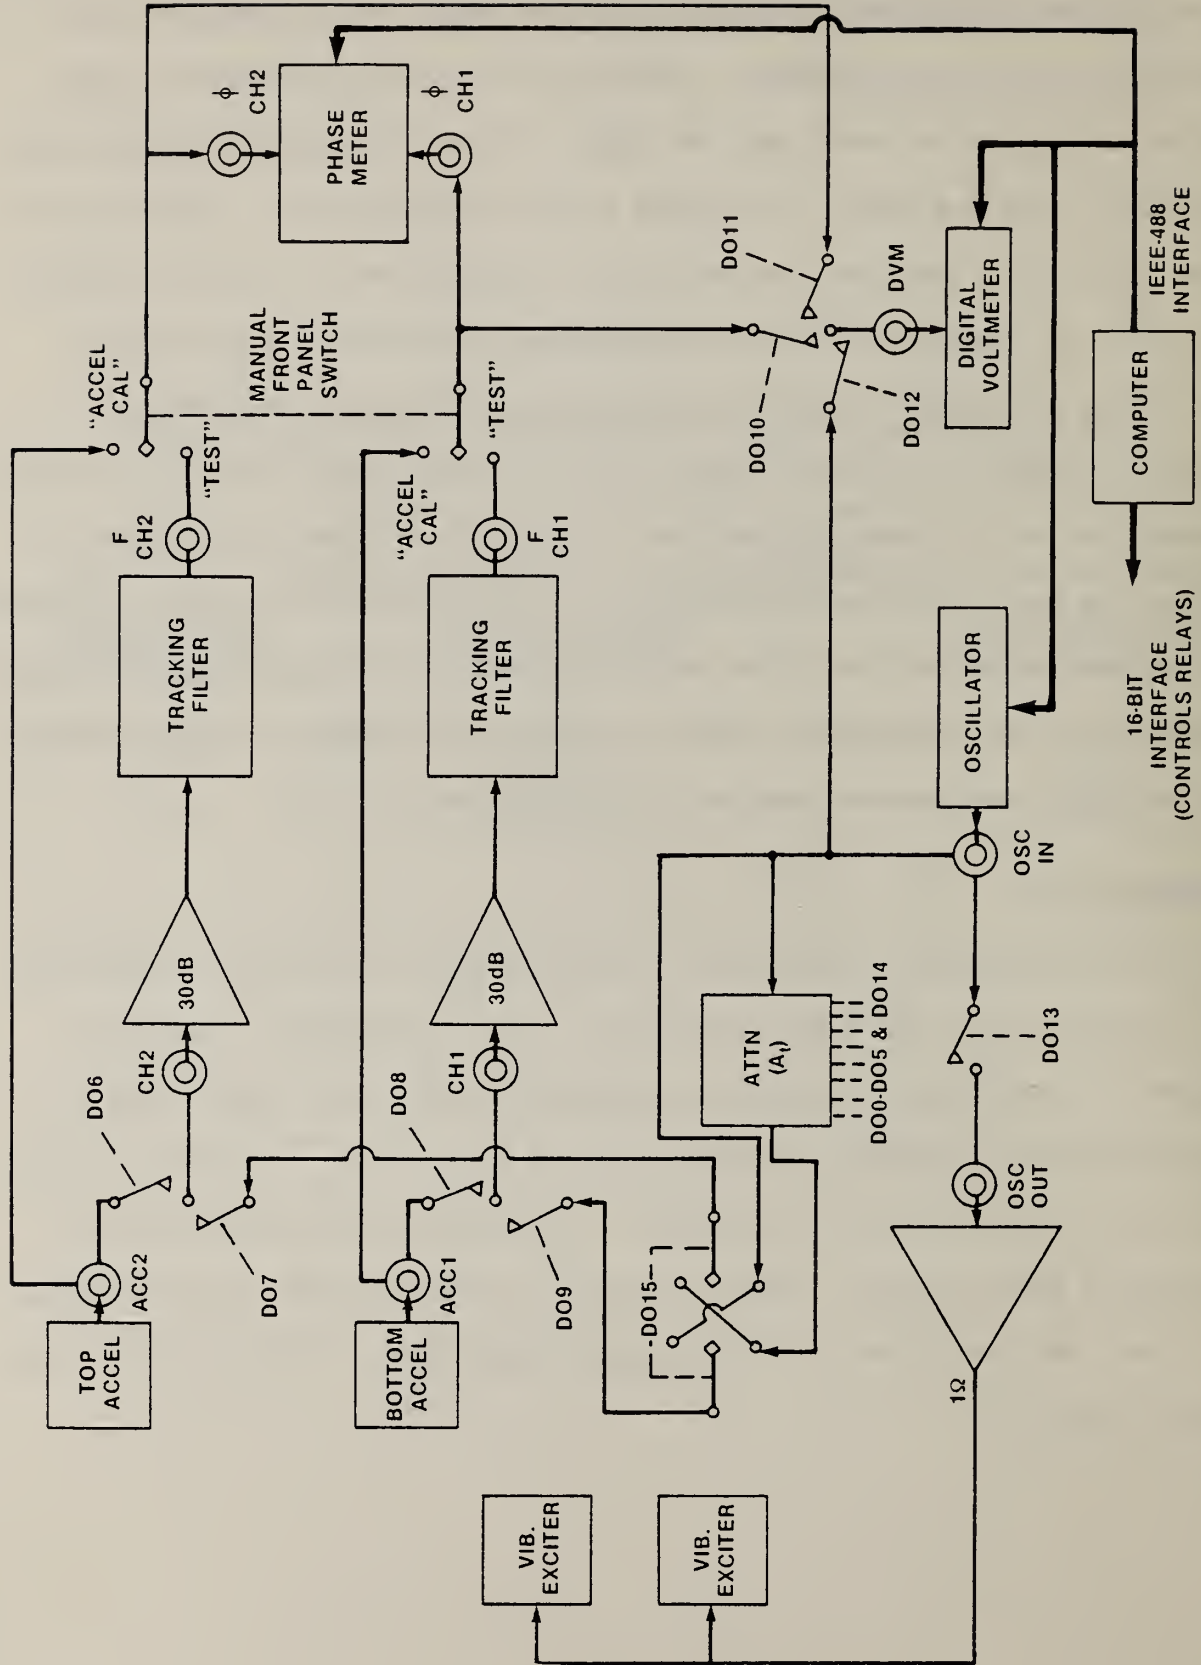 TOP
ACCEL
ACC2
DO6
DO7
CH2
30dB
TRACKING
FILTER
F
CH2
"TEST"
"ACCEL
CAL"
MANUAL
FRONT
PANEL
SWITCH
ϕ
CH2
PHASE
METER
ϕ
CH1
BOTTOM
ACCEL
ACC1
DO8
DO9
CH1
30dB
TRACKING
FILTER
F
CH1
"TEST"
"ACCEL
CAL"
DO15
ATTN
(At)
DO0-DO5 & DO14
DO10
DO11
DO12
DVM
DIGITAL
VOLTMETER
VIB.
EXCITER
VIB.
EXCITER
1Ω
OSC
OUT
DO13
OSC
IN
OSCILLATOR
16-BIT
INTERFACE
(CONTROLS RELAYS)
COMPUTER
IEEE-488
INTERFACE